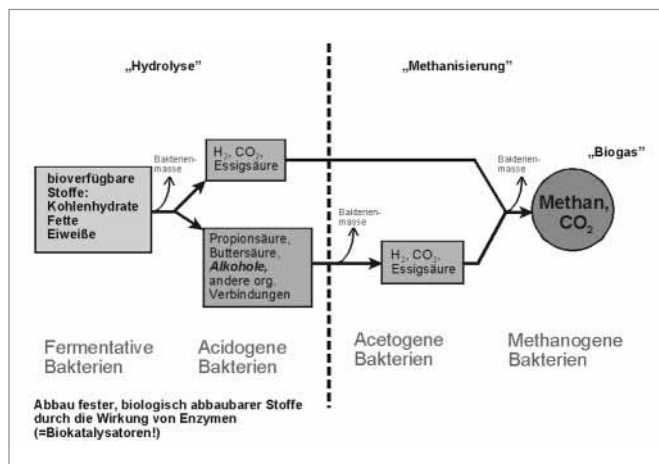 „Hydrolyse”
„Methanisierung”
Bakterien-
masse
H₂, CO₂,
Essigsäure
Bakterien-
masse
„Biogas”
bioverfügbare
Stoffe:
Kohlenhydrate
Fette
Eiweiße
Methan,
CO₂
Propionsäure,
Buttersäure,
Alkohole,
andere org.
Verbindungen
Bakterien-
masse
H₂, CO₂,
Essigsäure
Fermentative
Bakterien
Acidogene
Bakterien
Acetogene
Bakterien
Methanogene
Bakterien
Abbau fester, biologisch abbaubarer Stoffe
durch die Wirkung von Enzymen
(=Biokatalysatoren!)